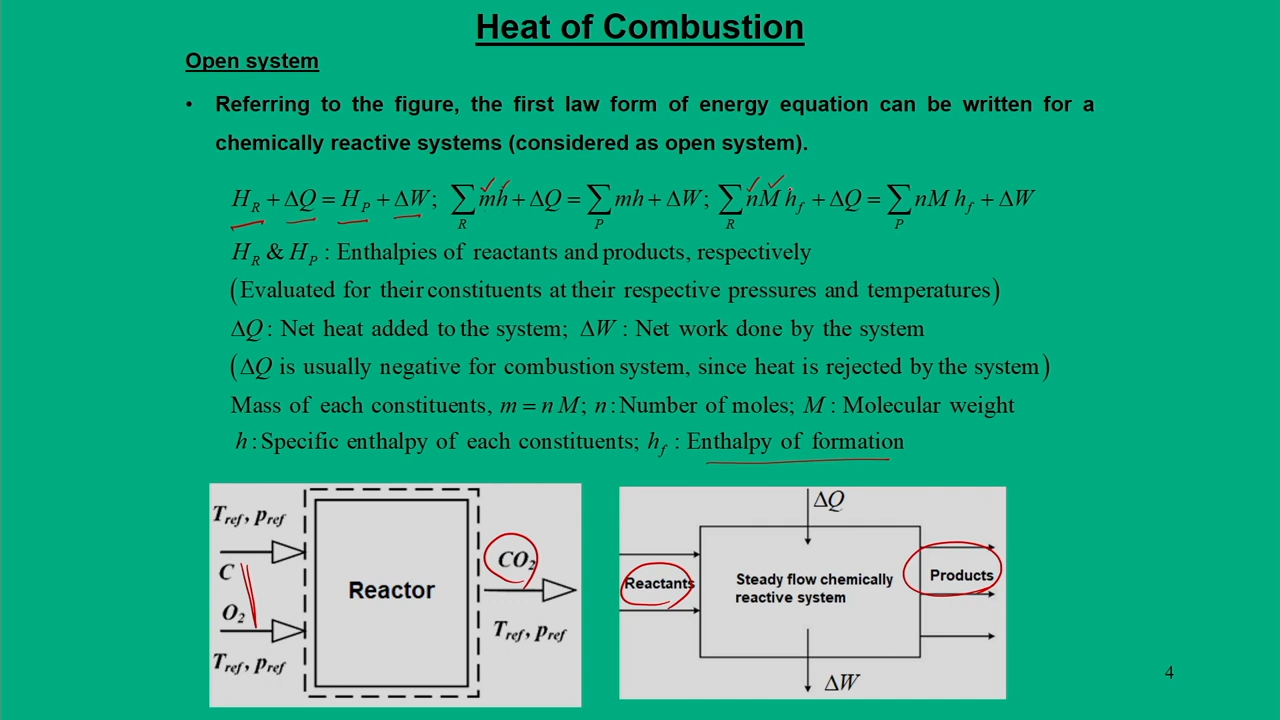 Heat of Combustion
Open system
• Referring to the figure, the first law form of energy equation can be written for a
chemically reactive systems (considered as open system).
H_R + ΔQ = H_P + ΔW; ∑_R mh + ΔQ = ∑_P mh + ΔW; ∑_R nM h_f + ΔQ = ∑_P nM h_f + ΔW
H_R & H_P : Enthalpies of reactants and products, respectively
(Evaluated for their constituents at their respective pressures and temperatures)
ΔQ : Net heat added to the system; ΔW : Net work done by the system
(ΔQ is usually negative for combustion system, since heat is rejected by the system)
Mass of each constituents, m = n M; n : Number of moles; M : Molecular weight
h : Specific enthalpy of each constituents; h_f : Enthalpy of formation
T_ref, p_ref
C
O₂
T_ref, p_ref
Reactor
CO₂
T_ref, p_ref
ΔQ
Reactants
Steady flow chemically
reactive system
Products
ΔW
4